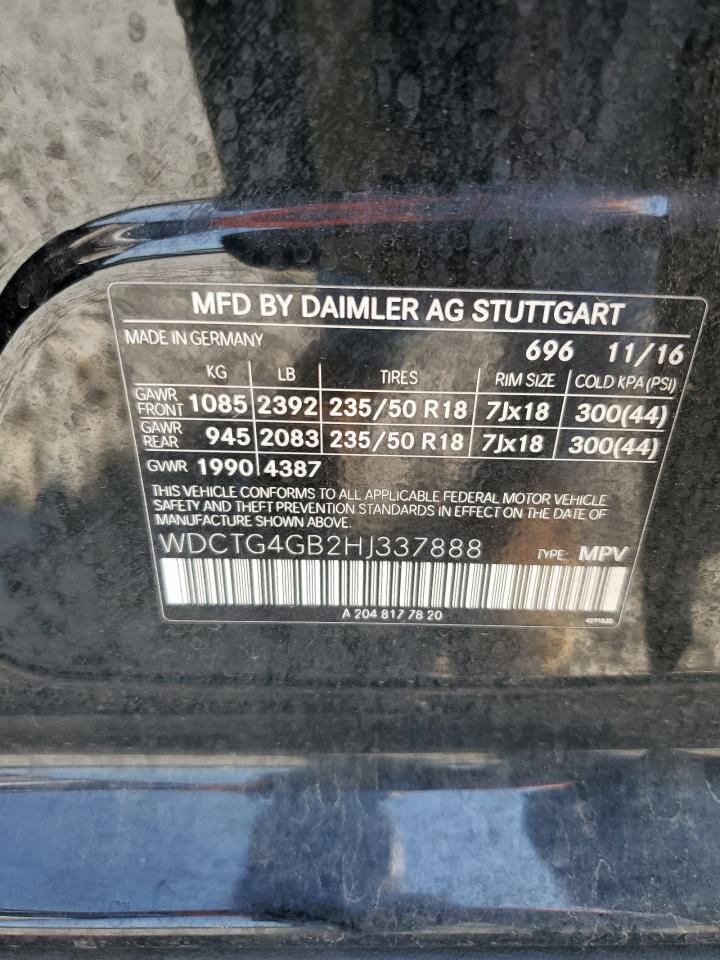 MFD BY DAIMLER AG STUTTGART
MADE IN GERMANY 696 11/16
KG LB TIRES RIM SIZE COLD KPA (PSI)
GAWR FRONT 1085 2392 235/50 R18 7Jx18 300(44)
GAWR REAR 945 2083 235/50 R18 7Jx18 300(44)
GVWR 1990 4387
THIS VEHICLE CONFORMS TO ALL APPLICABLE FEDERAL MOTOR VEHICLE
SAFETY AND THEFT PREVENTION STANDARDS IN EFFECT ON THE DATE OF
MANUFACTURE SHOWN ABOVE.
WDCTG4GB2HJ337888 TYPE: MPV
A 204 817 78 20